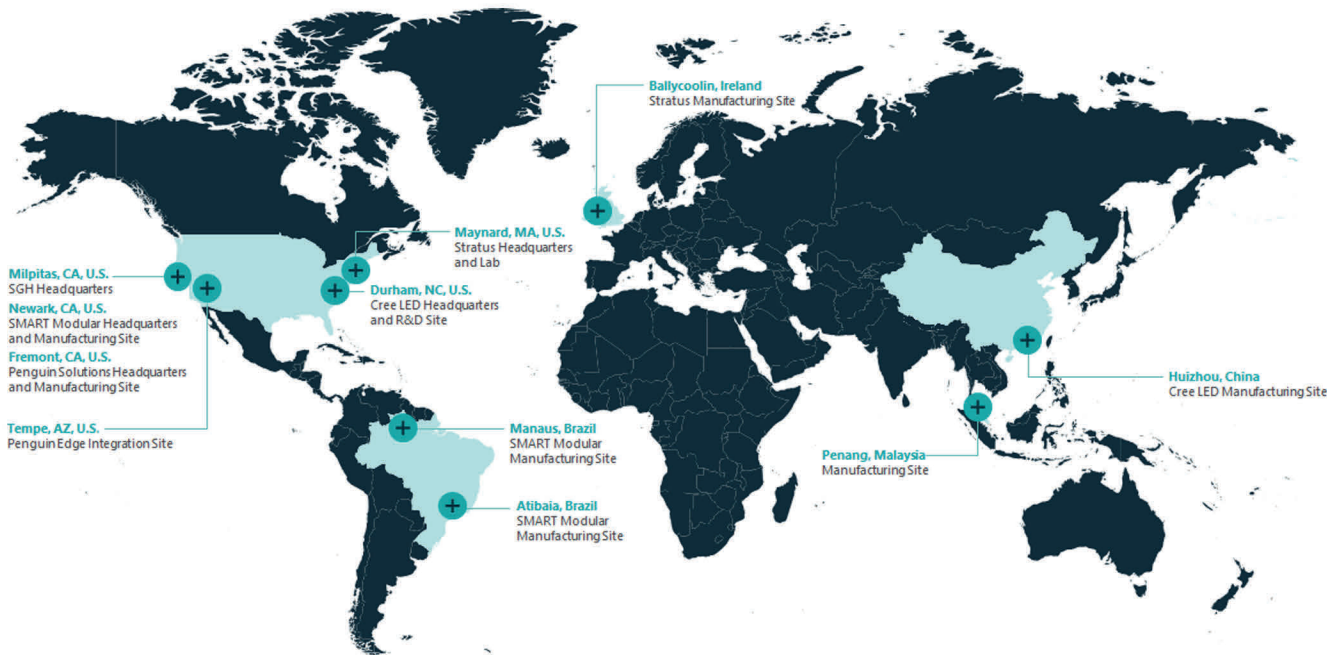 Ballycoolin, Ireland
Stratus Manufacturing Site
Maynard, MA, U.S.
Stratus Headquarters
and Lab
Milpitas, CA, U.S.
SGH Headquarters
Newark, CA, U.S.
SMART Modular Headquarters
and Manufacturing Site
Fremont, CA, U.S.
Penguin Solutions Headquarters
and Manufacturing Site
Tempe, AZ, U.S.
Penguin Edge Integration Site
Durham, NC, U.S.
Cree LED Headquarters
and R&D Site
Manaus, Brazil
SMART Modular
Manufacturing Site
Atibaia, Brazil
SMART Modular
Manufacturing Site
Huizhou, China
Cree LED Manufacturing Site
Penang, Malaysia
Manufacturing Site